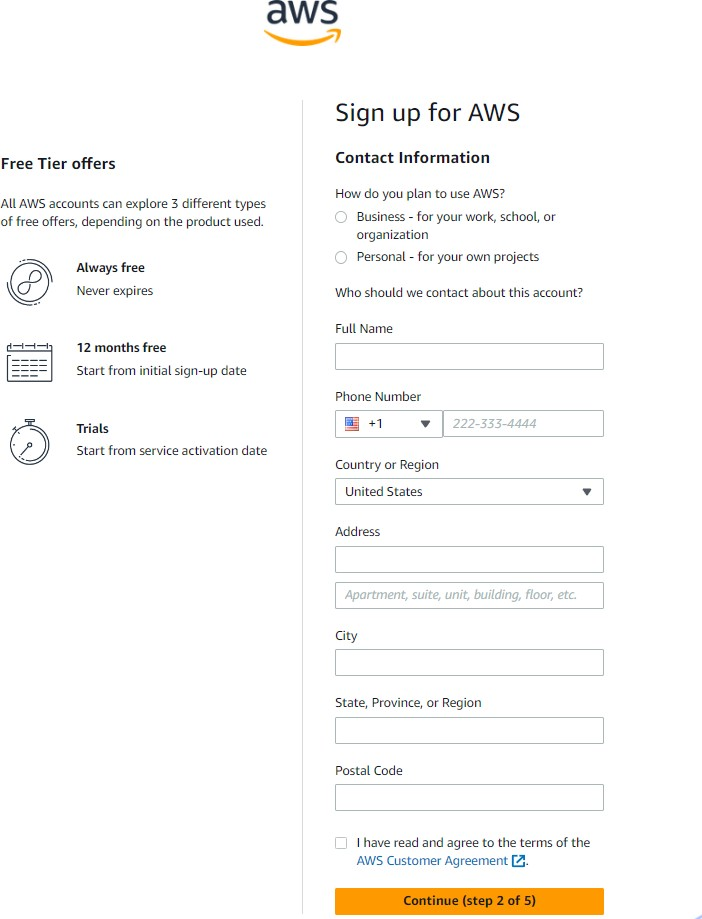 aws
Free Tier offers
All AWS accounts can explore 3 different types
of free offers, depending on the product used.
Always free
Never expires
12 months free
Start from initial sign-up date
Trials
Start from service activation date
Sign up for AWS
Contact Information
How do you plan to use AWS?
Business - for your work, school, or
organization
Personal - for your own projects
Who should we contact about this account?
Full Name
Phone Number
+1
222-333-4444
Country or Region
United States
Address
Apartment, suite, unit, building, floor, etc.
City
State, Province, or Region
Postal Code
I have read and agree to the terms of the
AWS Customer Agreement.
Continue (step 2 of 5)